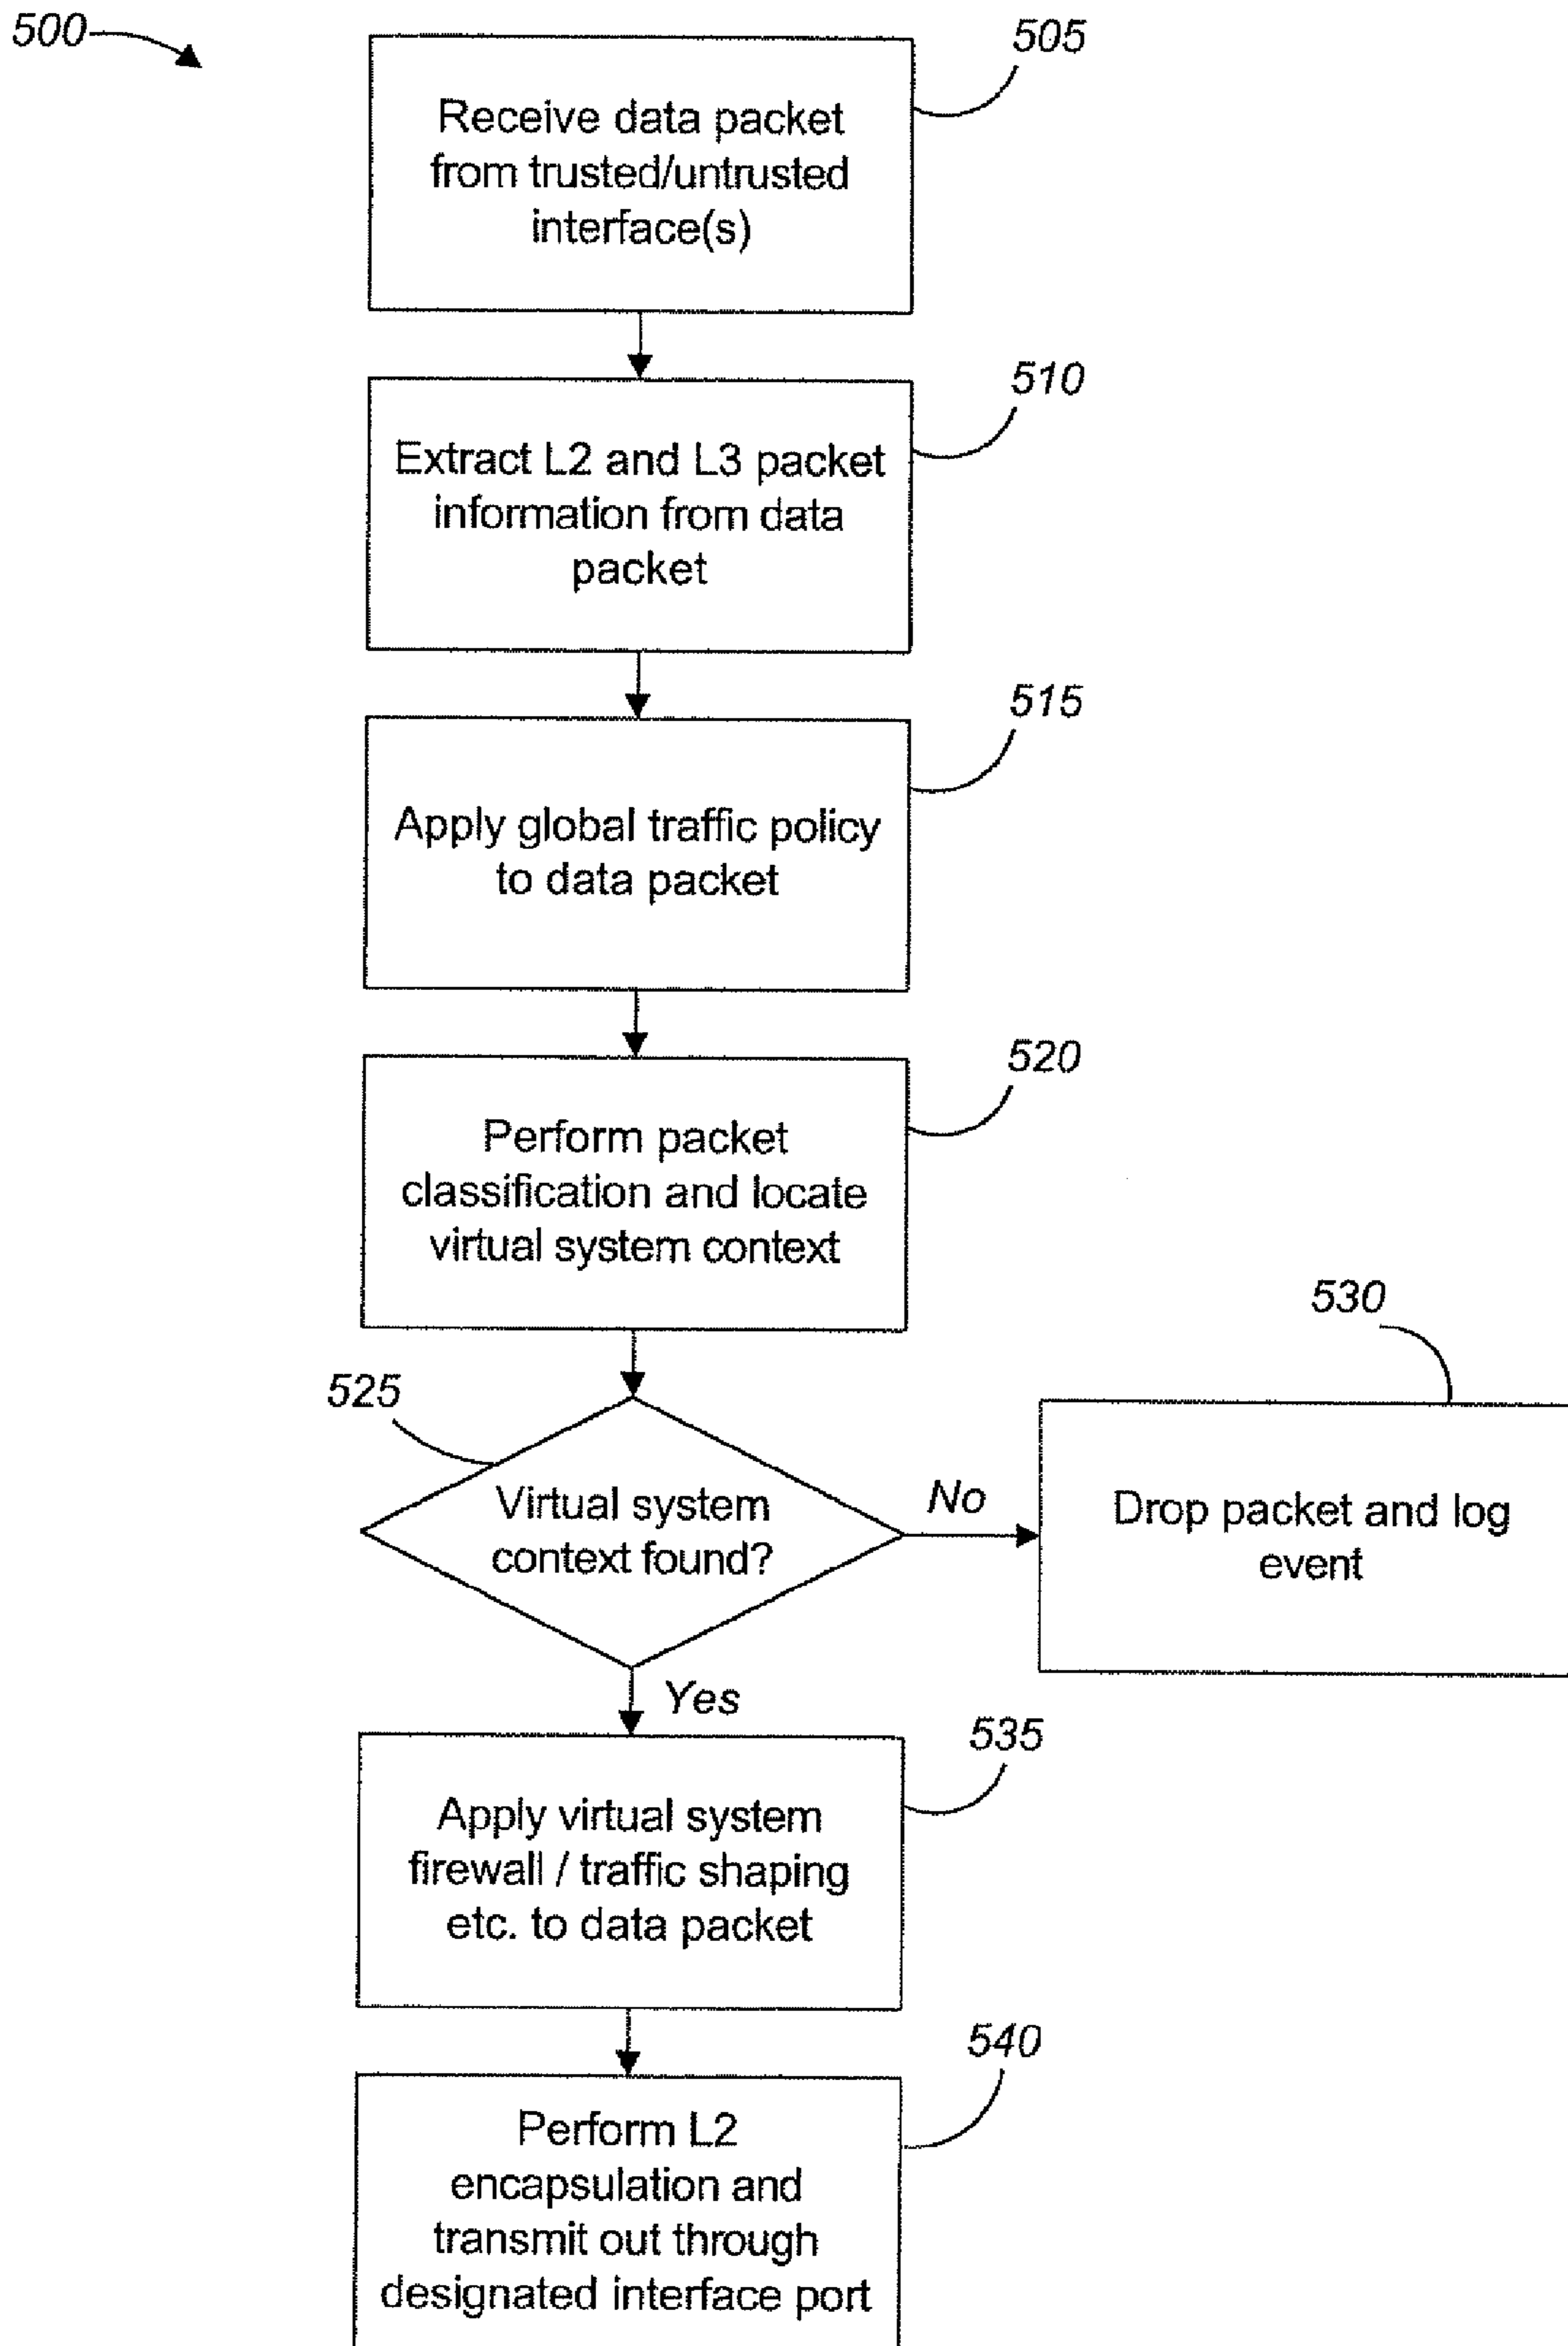 500
505
Receive data packet
from trusted/untrusted
interface(s)
510
Extract L2 and L3 packet
information from data
packet
515
Apply global traffic policy
to data packet
520
Perform packet
classification and locate
virtual system context
525
Virtual system
context found?
No
530
Drop packet and log
event
Yes
535
Apply virtual system
firewall / traffic shaping
etc. to data packet
540
Perform L2
encapsulation and
transmit out through
designated interface port